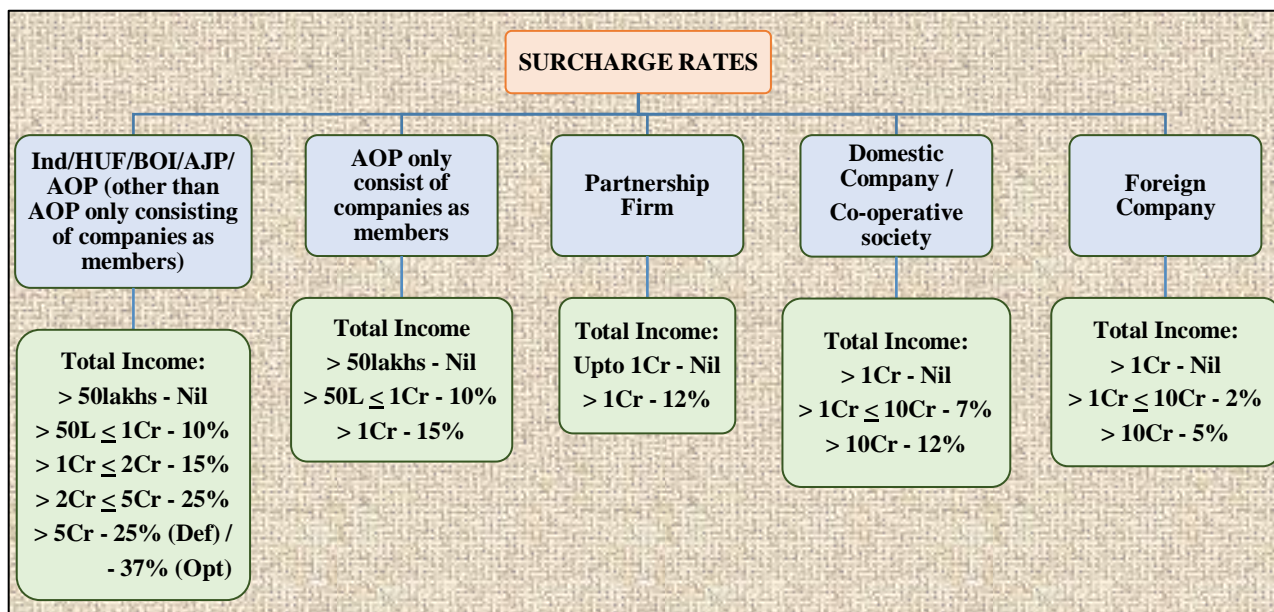 SURCHARGE RATES
Ind/HUF/BOI/AJP/
AOP (other than
AOP only consisting
of companies as
members)
Total Income:
> 50lakhs - Nil
> 50L ≤ 1Cr - 10%
> 1Cr ≤ 2Cr - 15%
> 2Cr ≤ 5Cr - 25%
> 5Cr - 25% (Def) /
- 37% (Opt)
AOP only
consist of
companies as
members
Total Income
> 50lakhs - Nil
> 50L ≤ 1Cr - 10%
> 1Cr - 15%
Partnership
Firm
Total Income:
Upto 1Cr - Nil
> 1Cr - 12%
Domestic
Company /
Co-operative
society
Total Income:
> 1Cr - Nil
> 1Cr ≤ 10Cr - 7%
> 10Cr - 12%
Foreign
Company
Total Income:
> 1Cr - Nil
> 1Cr ≤ 10Cr - 2%
> 10Cr - 5%